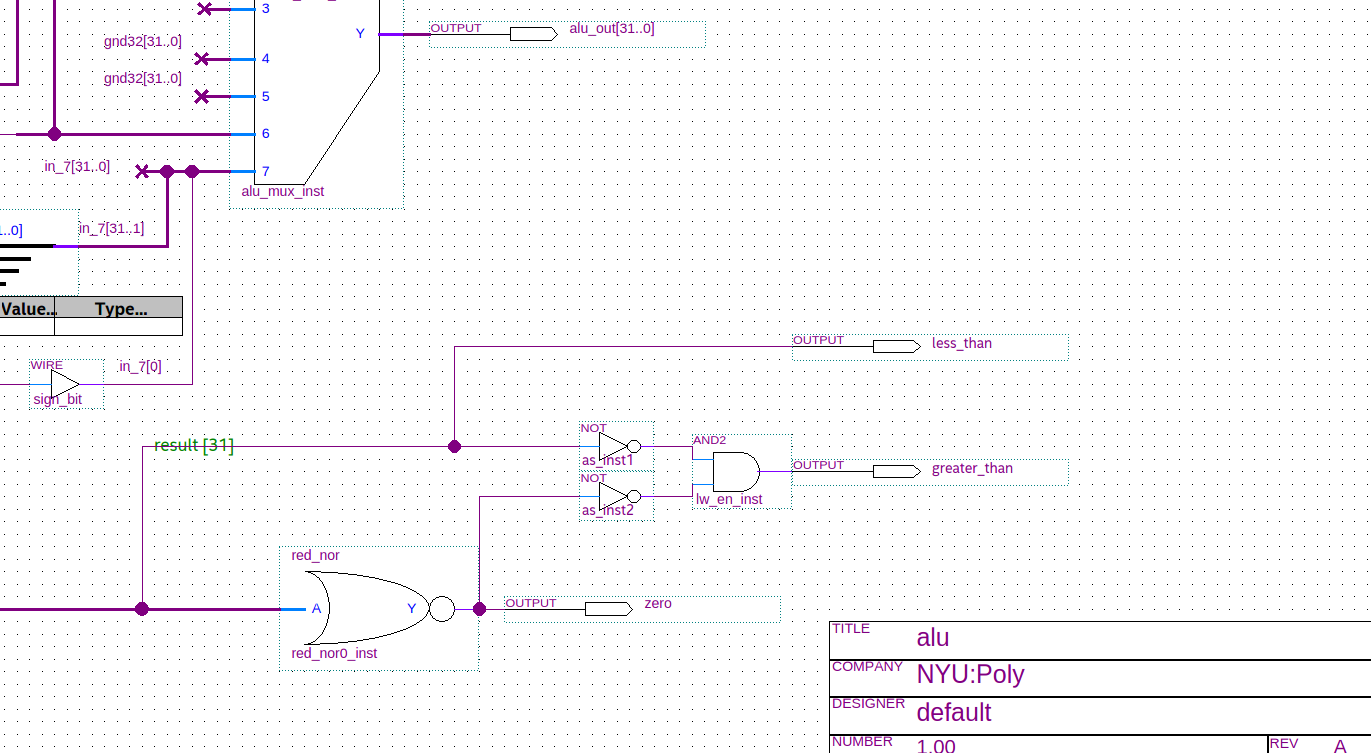 3
Y
OUTPUT
alu_out[31..0]
gnd32[31..0]
4
gnd32[31..0]
5
6
in_7[31..0]
7
alu_mux_inst
in_7[31..1]
..0]
Value... Type...
WIRE
in_7[0]
sign_bit
OUTPUT
less_than
result [31]
NOT
as_inst1
AND2
OUTPUT
greater_than
NOT
as_inst2
lw_en_inst
red_nor
A
Y
OUTPUT
zero
red_nor0_inst
TITLE alu
COMPANY NYU:Poly
DESIGNER default
NUMBER 1.00 REV A